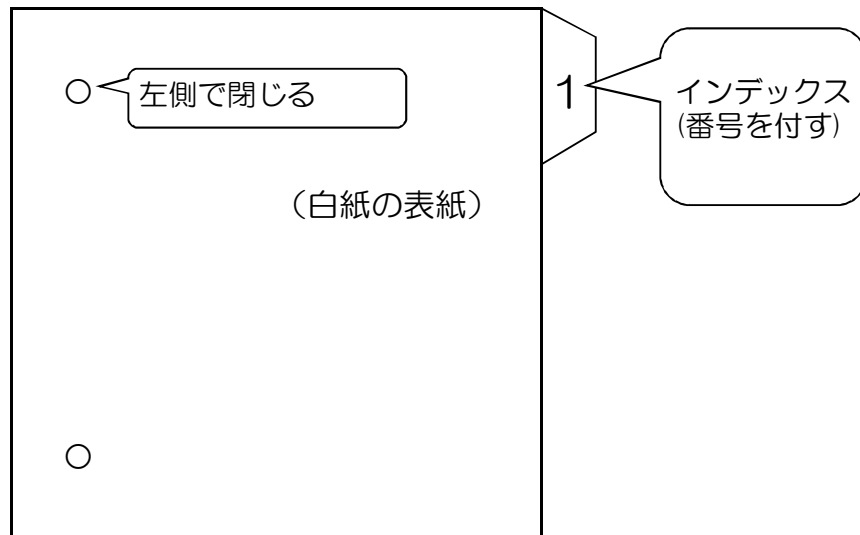 左側で閉じる
1
インデックス
(番号を付す)
（白紙の表紙）